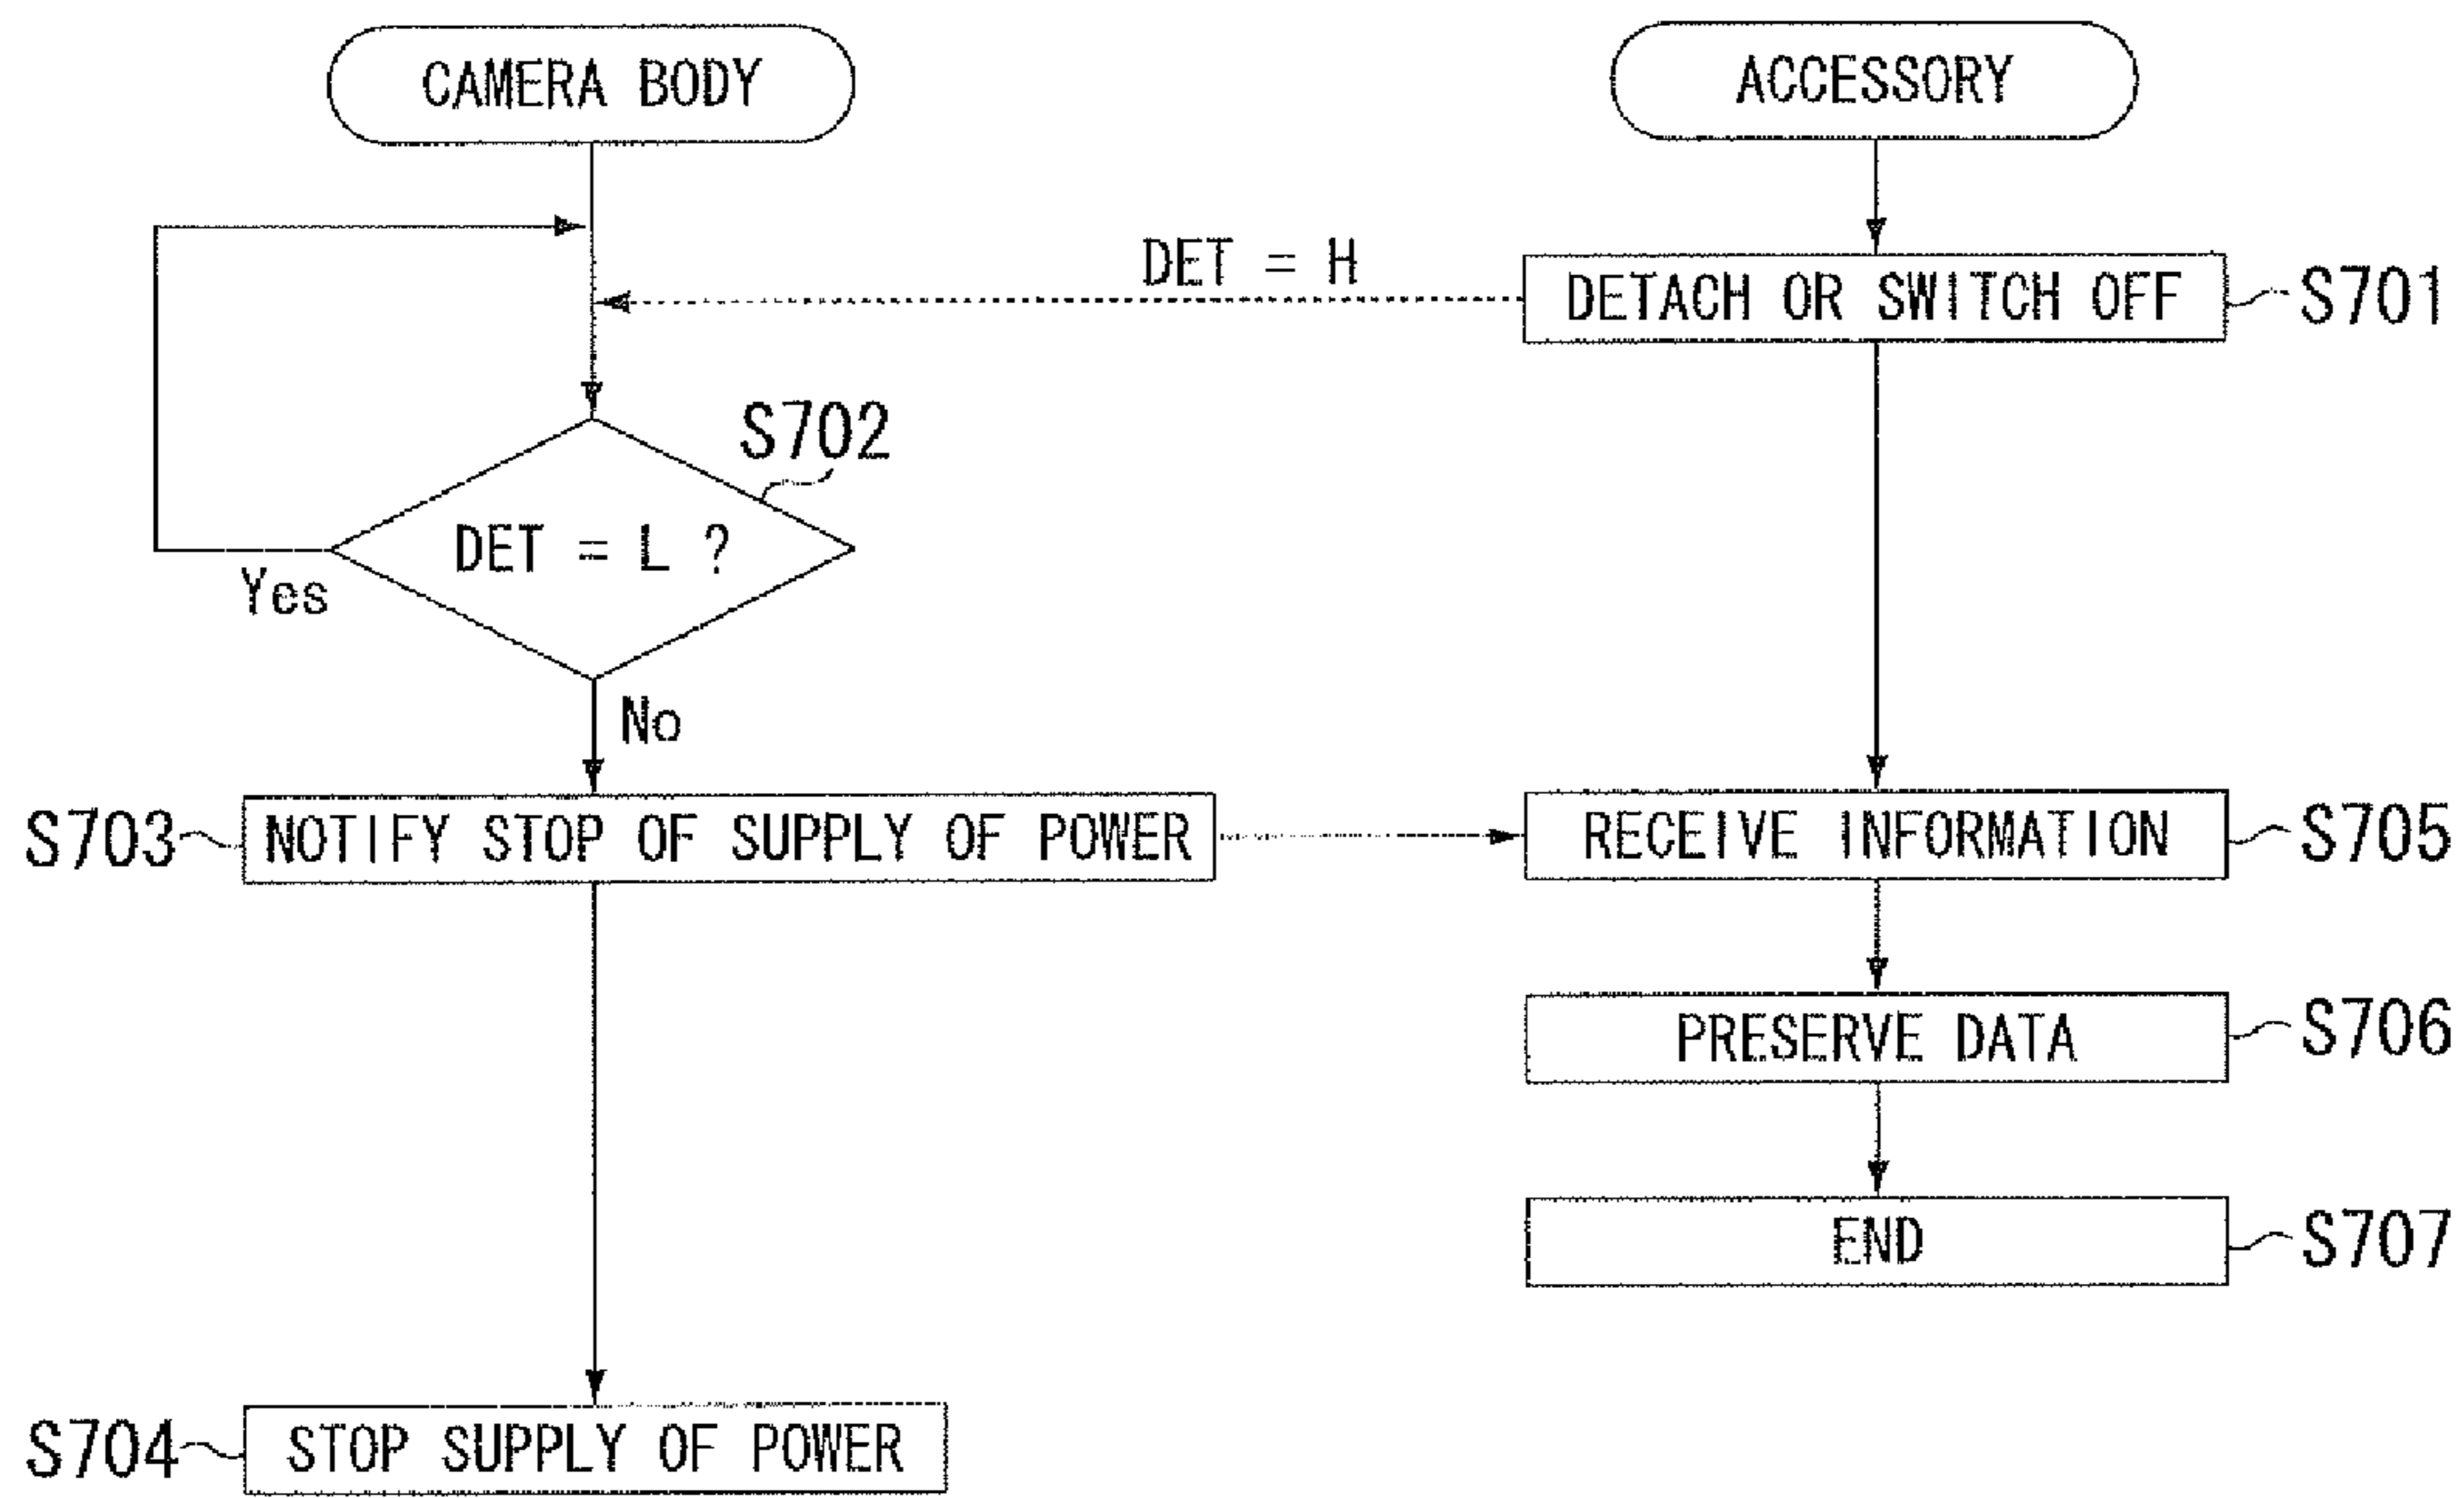 CAMERA BODY
ACCESSORY
DET = H
DETACH OR SWITCH OFF
S701
S702
DET = L ?
Yes
No
S703
NOTIFY STOP OF SUPPLY OF POWER
RECEIVE INFORMATION
S705
PRESERVE DATA
S706
END
S707
S704
STOP SUPPLY OF POWER